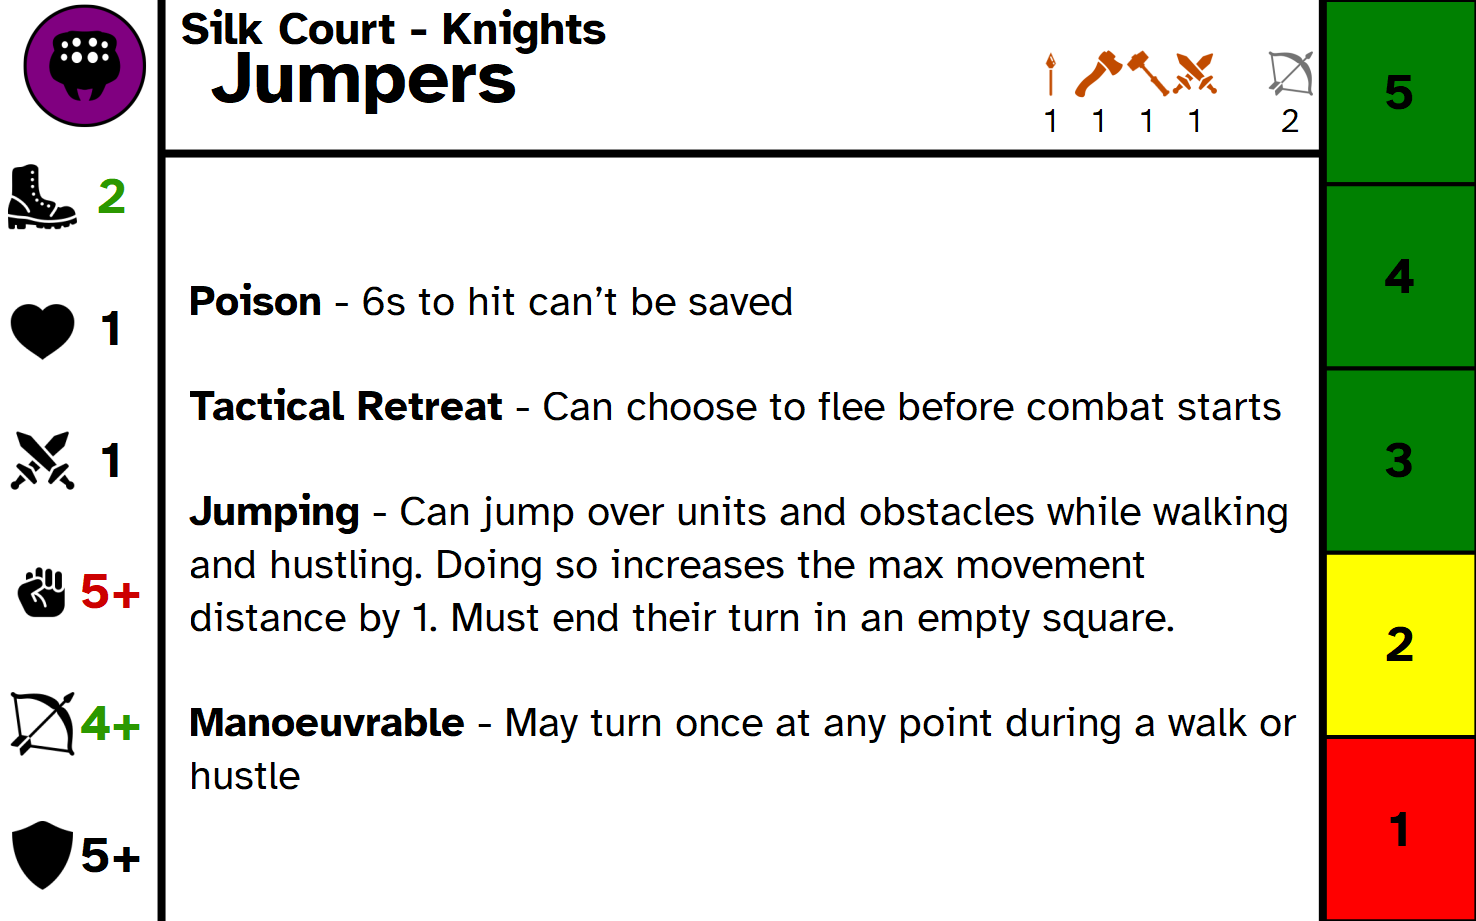 Silk Court - Knights
Jumpers
1 1 1 1 2
2
1
1
5+
4+
5+
Poison - 6s to hit can’t be saved
Tactical Retreat - Can choose to flee before combat starts
Jumping - Can jump over units and obstacles while walking
and hustling. Doing so increases the max movement
distance by 1. Must end their turn in an empty square.
Manoeuvrable - May turn once at any point during a walk or
hustle
5
4
3
2
1